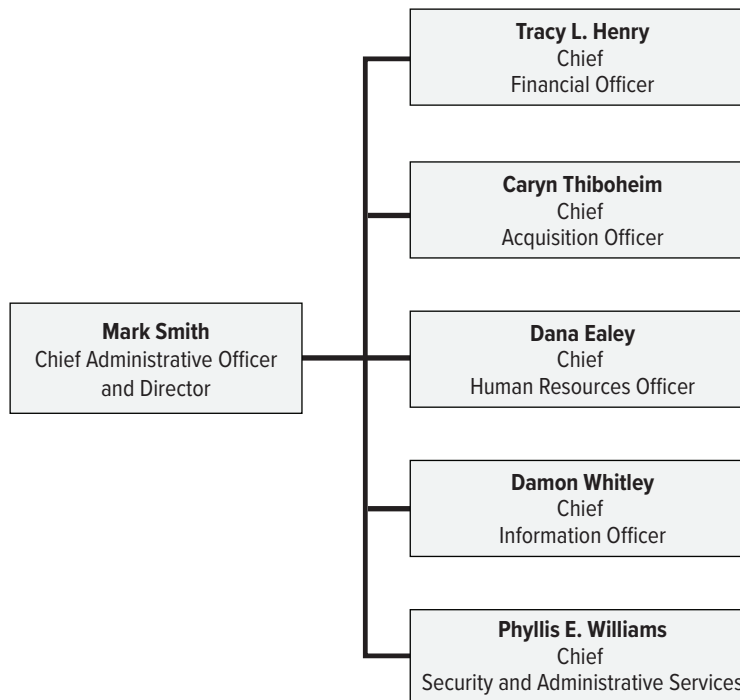 Tracy L. Henry
Chief
Financial Officer
Caryn Thiboheim
Chief
Acquisition Officer
Mark Smith
Chief Administrative Officer
and Director
Dana Ealey
Chief
Human Resources Officer
Damon Whitley
Chief
Information Officer
Phyllis E. Williams
Chief
Security and Administrative Services